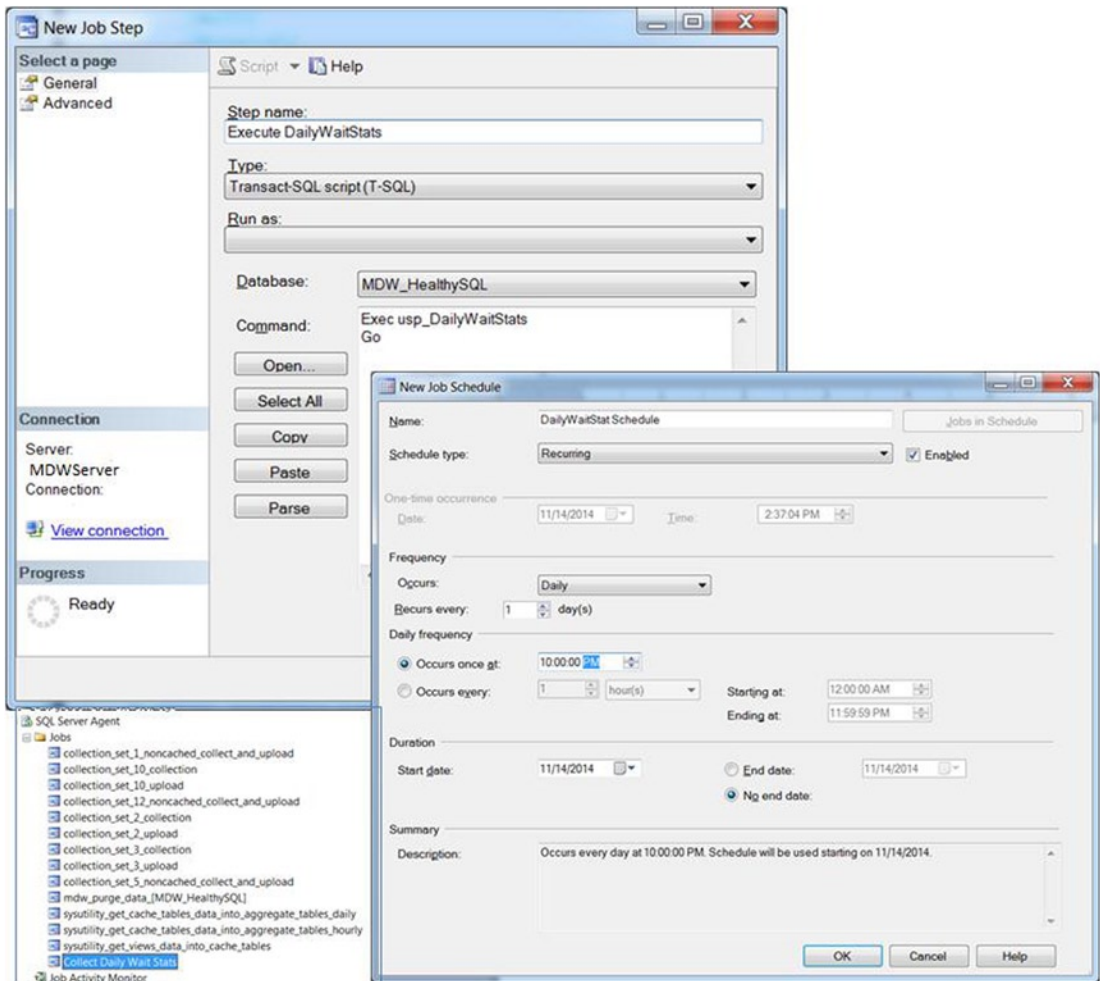 New Job Step
Select a page
General
Advanced
Script Help
Step name:
Execute DailyWaitStats
Type:
Transact-SQL script (T-SQL)
Run as:
Database: MDW_HealthySQL
Command: Exec usp_DailyWaitStats
Go
Open...
Select All
Copy
Paste
Parse
Connection
Server:
MDWServer
Connection:
View connection
Progress
Ready
New Job Schedule
Name: DailyWaitStat Schedule Jobs in Schedule
Schedule type: Recurring Enabled
One-time occurrence
Date: 11/14/2014 Time: 2:37:04 PM
Frequency
Occurs: Daily
Recurs every: 1 day(s)
Daily frequency
Occurs once at: 10:00:00 PM
Occurs every: 1 hour(s) Starting at: 12:00:00 AM
Ending at: 11:59:59 PM
Duration
Start date: 11/14/2014 End date: 11/14/2014
No end date:
Summary
Description: Occurs every day at 10:00:00 PM. Schedule will be used starting on 11/14/2014.
OK Cancel Help
SQL Server Agent
Jobs
collection_set_1_noncached_collect_and_upload
collection_set_10_collection
collection_set_10_upload
collection_set_12_noncached_collect_and_upload
collection_set_2_collection
collection_set_2_upload
collection_set_3_collection
collection_set_3_upload
collection_set_5_noncached_collect_and_upload
mdw_purge_data_[MDW_HealthySQL]
sysutility_get_cache_tables_data_into_aggregate_tables_daily
sysutility_get_cache_tables_data_into_aggregate_tables_hourly
sysutility_get_views_data_into_cache_tables
Collect Daily Wait Stats
Job Activity Monitor